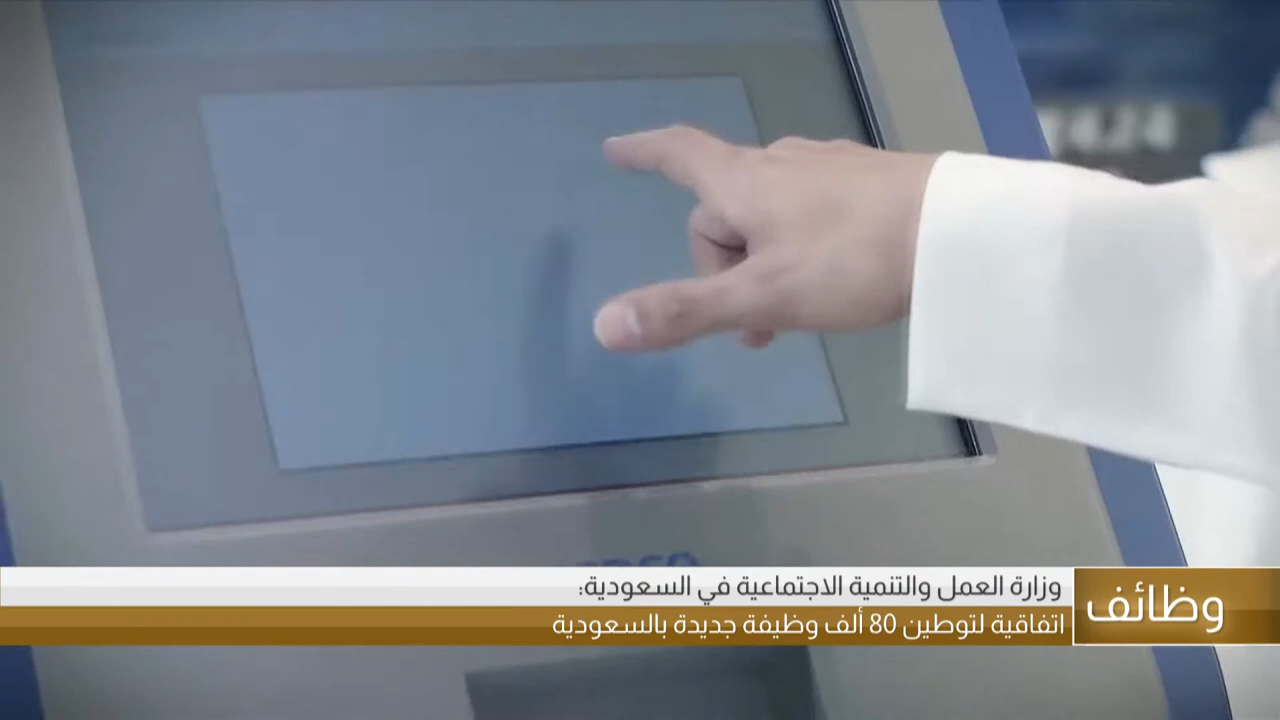 وظائف
وزارة العمل والتنمية الاجتماعية في السعودية:
اتفاقية لتوطين 80 ألف وظيفة جديدة بالسعودية